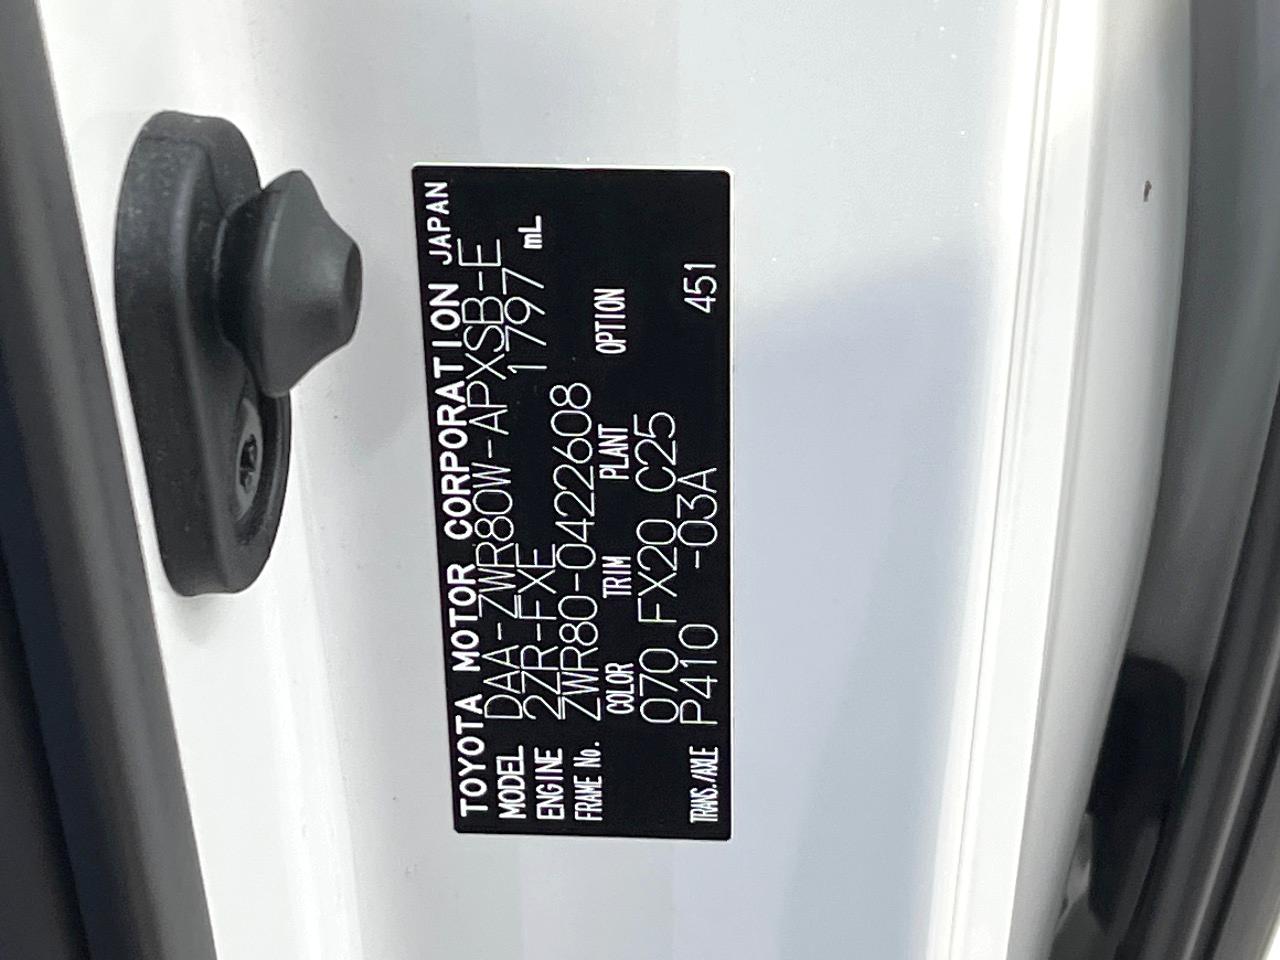 TOYOTA MOTOR CORPORATION JAPAN
MODEL DAA-ZWR80W-APXSB-E
ENGINE 2ZR-FXE 1797 mL
FRAME No. ZWR80-0422608
COLOR TRIM PLANT OPTION
070 FX20 C25
TRANS./AXLE P410 -03A 451